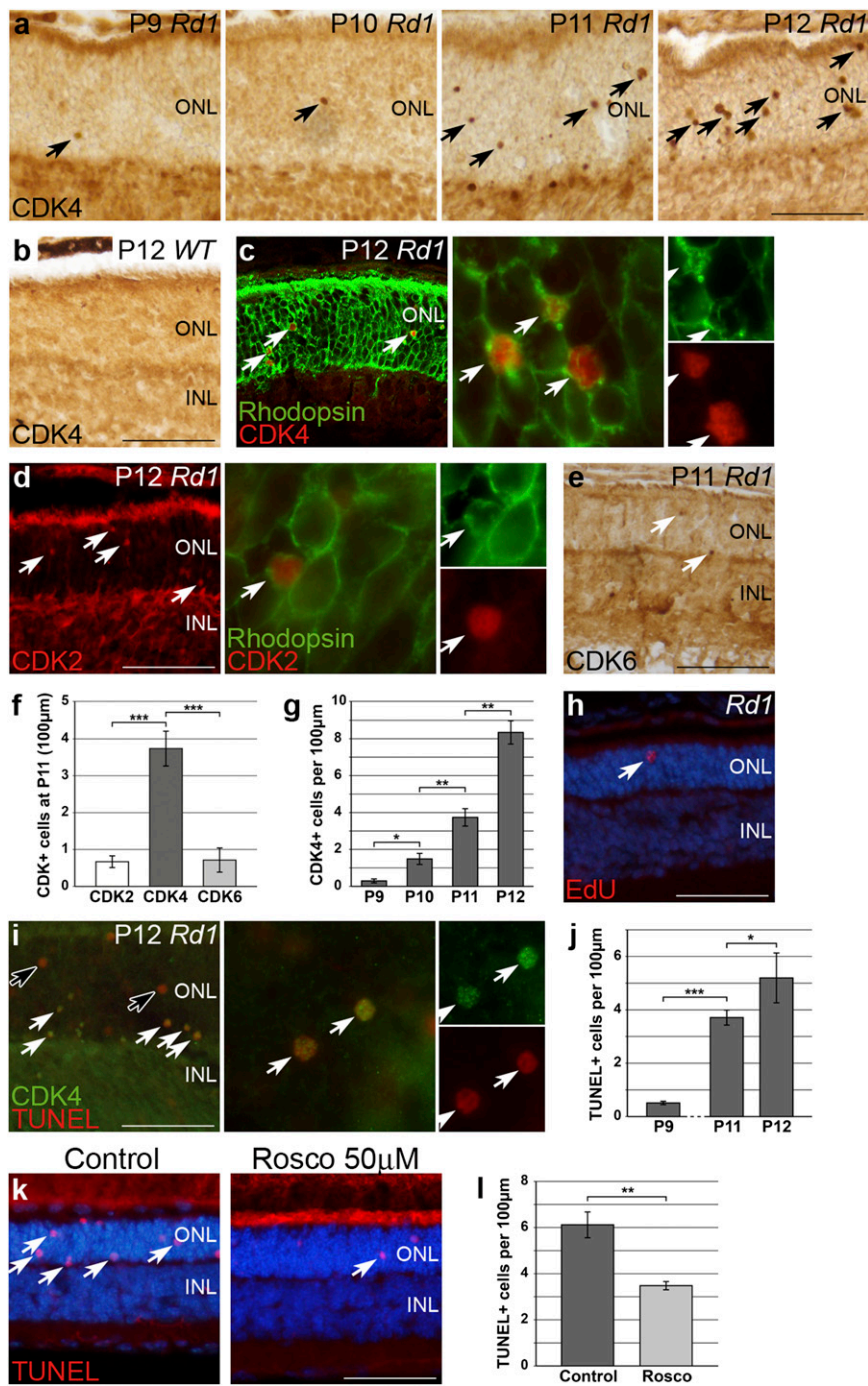 a
P9 Rd1
ONL
CDK4
P10 Rd1
ONL
P11 Rd1
ONL
P12 Rd1
ONL
b
P12 WT
ONL
INL
CDK4
c
P12 Rd1
ONL
Rhodopsin
CDK4
d
P12 Rd1
ONL
INL
CDK2
Rhodopsin
CDK2
e
P11 Rd1
ONL
INL
CDK6
f
CDK+ cells at P11 (100µm)
5
4
3
2
1
0
***
***
CDK2 CDK4 CDK6
g
CDK4+ cells per 100µm
10
8
6
4
2
0
*
**
**
P9 P10 P11 P12
h
Rd1
ONL
INL
EdU
i
P12 Rd1
ONL
INL
CDK4
TUNEL
j
TUNEL+ cells per 100µm
6
4
2
0
***
*
P9 P11 P12
Control
Rosco 50µM
k
ONL
INL
TUNEL
ONL
INL
l
TUNEL+ cells per 100µm
8
6
4
2
0
**
Control Rosco